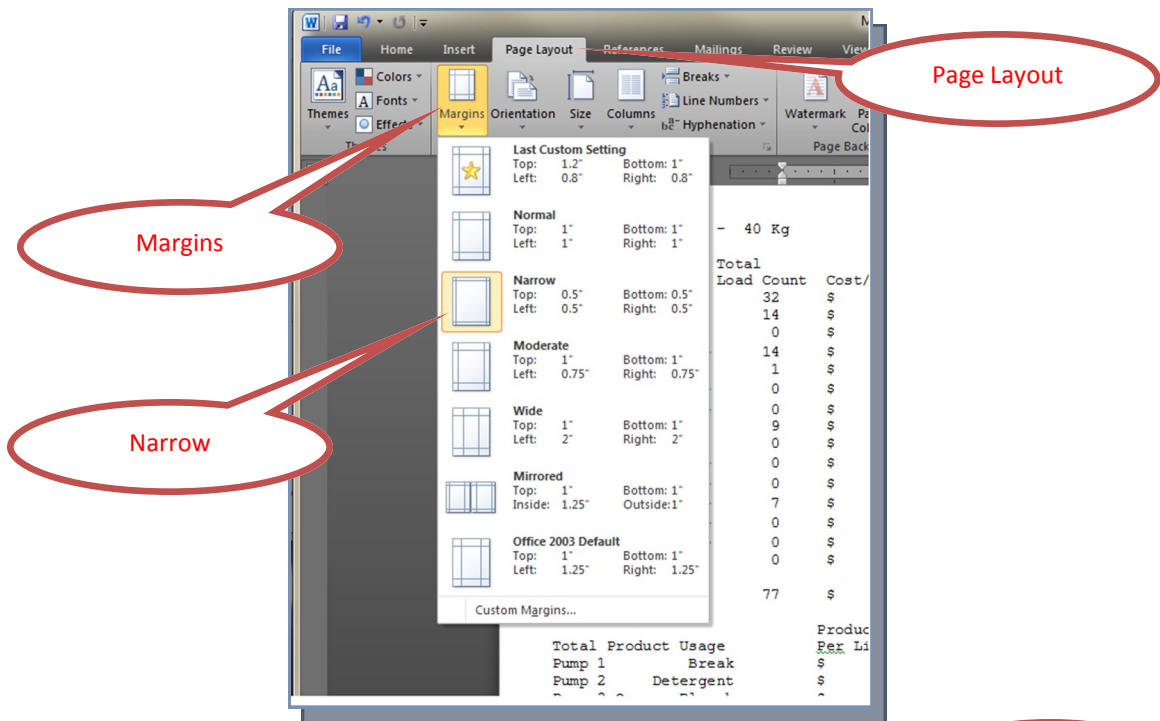 W
File Home Insert Page Layout References Mailings Review View
Page Layout
Aa Colors Breaks
A Fonts Line Numbers A
Themes Effects Margins Orientation Size Columns bc Hyphenation Watermark
Page Back
Last Custom Setting
Top: 1.2" Bottom: 1"
Left: 0.8" Right: 0.8"
Margins
Normal
Top: 1" Bottom: 1"
Left: 1" Right: 1"
Narrow
Top: 0.5" Bottom: 0.5"
Left: 0.5" Right: 0.5"
Moderate
Top: 1" Bottom: 1"
Left: 0.75" Right: 0.75"
Wide
Top: 1" Bottom: 1"
Left: 2" Right: 2"
Narrow
Mirrored
Top: 1" Bottom: 1"
Inside: 1.25" Outside:1"
Office 2003 Default
Top: 1" Bottom: 1"
Left: 1.25" Right: 1.25"
Custom Margins...
- 40 Kg
Total
Load Count Cost/
32 $
14 $
0 $
14 $
1 $
0 $
0 $
9 $
0 $
0 $
0 $
7 $
0 $
0 $
0 $
77 $
Produc
Total Product Usage Per Li
Pump 1 Break $
Pump 2 Detergent $